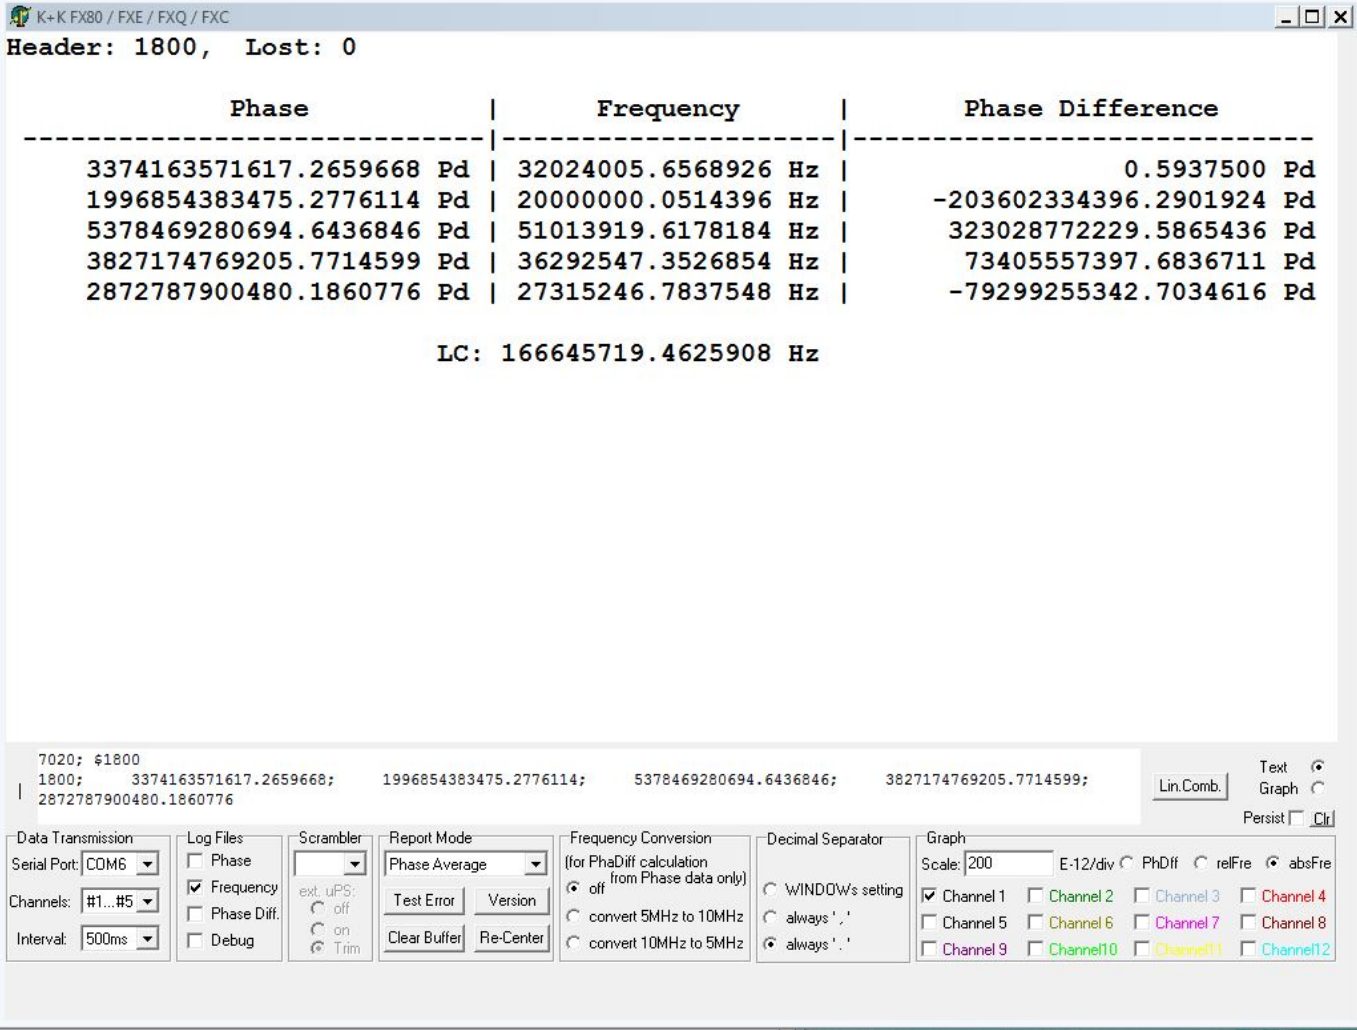 K+K FX80 / FXE / FXQ / FXC
Header: 1800,  Lost: 0
Phase | Frequency | Phase Difference
-----------------------------|---------------------|-----------------------------
3374163571617.2659668 Pd | 32024005.6568926 Hz | 0.5937500 Pd
1996854383475.2776114 Pd | 20000000.0514396 Hz | -203602334396.2901924 Pd
5378469280694.6436846 Pd | 51013919.6178184 Hz | 323028772229.5865436 Pd
3827174769205.7714599 Pd | 36292547.3526854 Hz | 73405557397.6836711 Pd
2872787900480.1860776 Pd | 27315246.7837548 Hz | -79299255342.7034616 Pd
LC: 166645719.4625908 Hz
7020; $1800
1800; 3374163571617.2659668; 1996854383475.2776114; 5378469280694.6436846; 3827174769205.7714599;
2872787900480.1860776
Lin.Comb.
Text
Graph
Persist Clr
Data Transmission
Serial Port: COM6
Channels: #1...#5
Interval: 500ms
Log Files
Phase
Frequency
Phase Diff.
Debug
Scrambler
ext. uPS:
off
on
Trim
Report Mode
Phase Average
Test Error Version
Clear Buffer Re-Center
Frequency Conversion
(for PhaDiff calculation
from Phase data only)
off
convert 5MHz to 10MHz
convert 10MHz to 5MHz
Decimal Separator
WINDOWs setting
always ','
always '.'
Graph
Scale: 200 E-12/div PhDff relFre absFre
Channel 1 Channel 2 Channel 3 Channel 4
Channel 5 Channel 6 Channel 7 Channel 8
Channel 9 Channel10 Channel11 Channel12